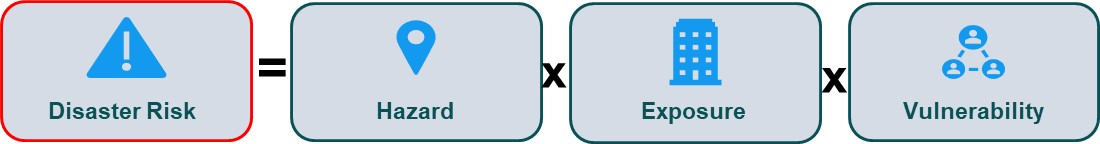 Disaster Risk = Hazard x Exposure x Vulnerability